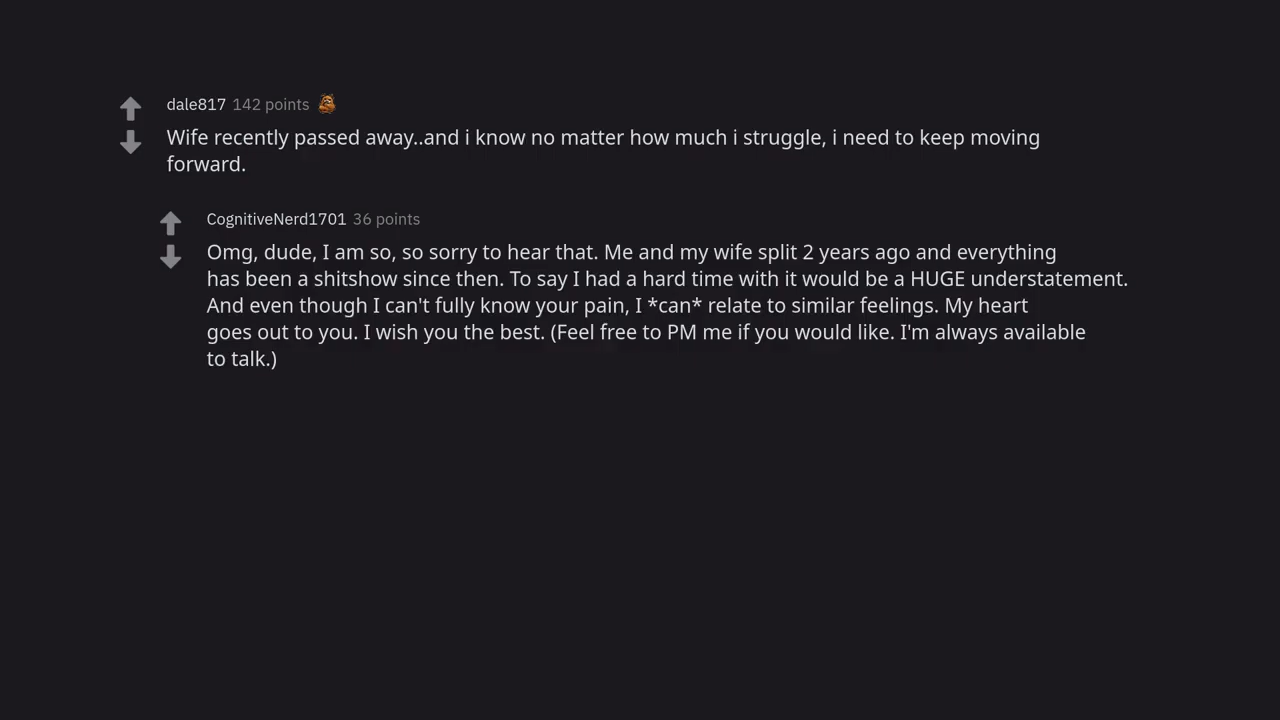 dale817 142 points
Wife recently passed away..and i know no matter how much i struggle, i need to keep moving
forward.
CognitiveNerd1701 36 points
Omg, dude, I am so, so sorry to hear that. Me and my wife split 2 years ago and everything
has been a shitshow since then. To say I had a hard time with it would be a HUGE understatement.
And even though I can't fully know your pain, I *can* relate to similar feelings. My heart
goes out to you. I wish you the best. (Feel free to PM me if you would like. I'm always available
to talk.)